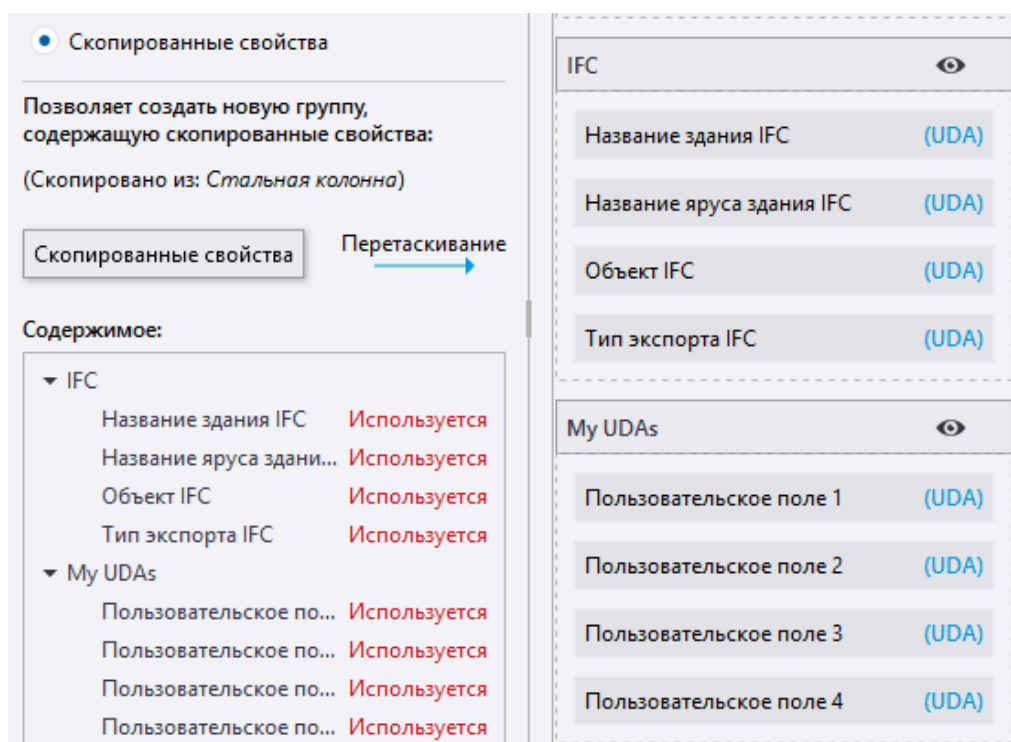 Скопированные свойства
Позволяет создать новую группу,
содержащую скопированные свойства:
(Скопировано из: Стальная колонна)
Скопированные свойства
Перетаскивание
Содержимое:
IFC
Название здания IFC Используется
Название яруса здани... Используется
Объект IFC Используется
Тип экспорта IFC Используется
My UDAs
Пользовательское по... Используется
Пользовательское по... Используется
Пользовательское по... Используется
Пользовательское по... Используется
IFC
Название здания IFC (UDA)
Название яруса здания IFC (UDA)
Объект IFC (UDA)
Тип экспорта IFC (UDA)
My UDAs
Пользовательское поле 1 (UDA)
Пользовательское поле 2 (UDA)
Пользовательское поле 3 (UDA)
Пользовательское поле 4 (UDA)